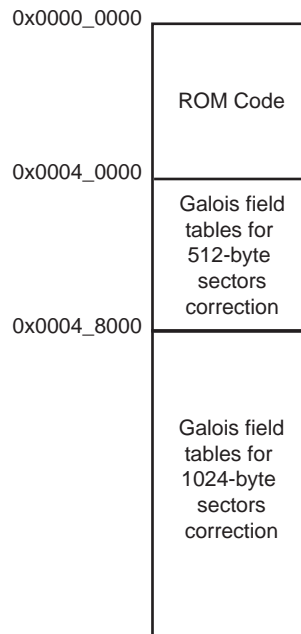 0x0000_0000
ROM Code
0x0004_0000
Galois field
tables for
512-byte
sectors
correction
0x0004_8000
Galois field
tables for
1024-byte
sectors
correction